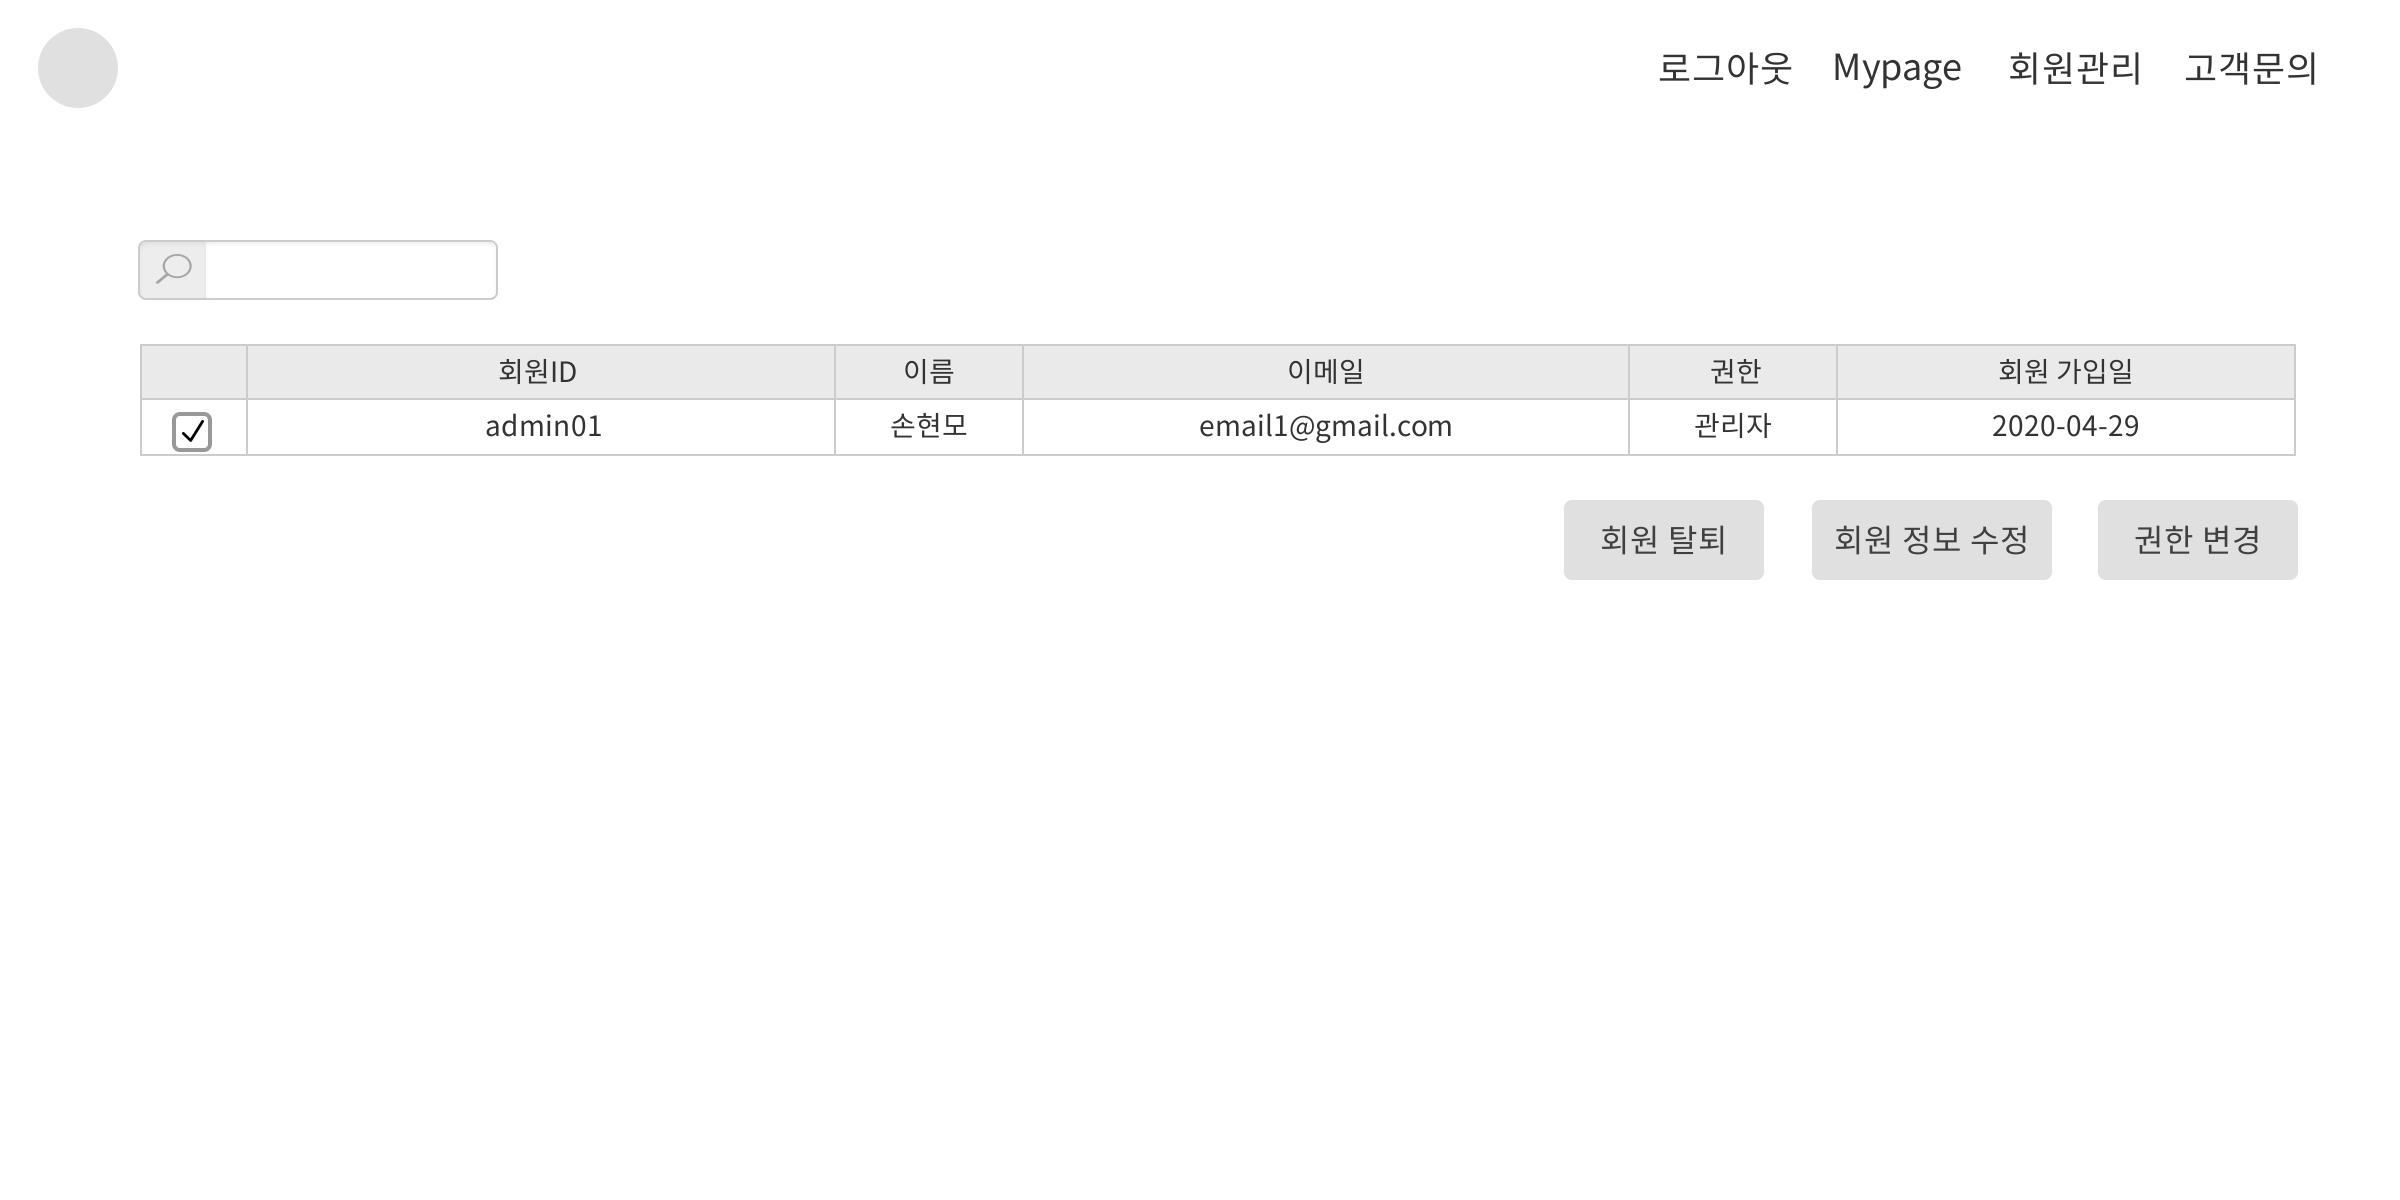 로그아웃 Mypage 회원관리 고객문의
회원ID 이름 이메일 권한 회원 가입일
admin01 손현모 email1@gmail.com 관리자 2020-04-29
회원 탈퇴 회원 정보 수정 권한 변경